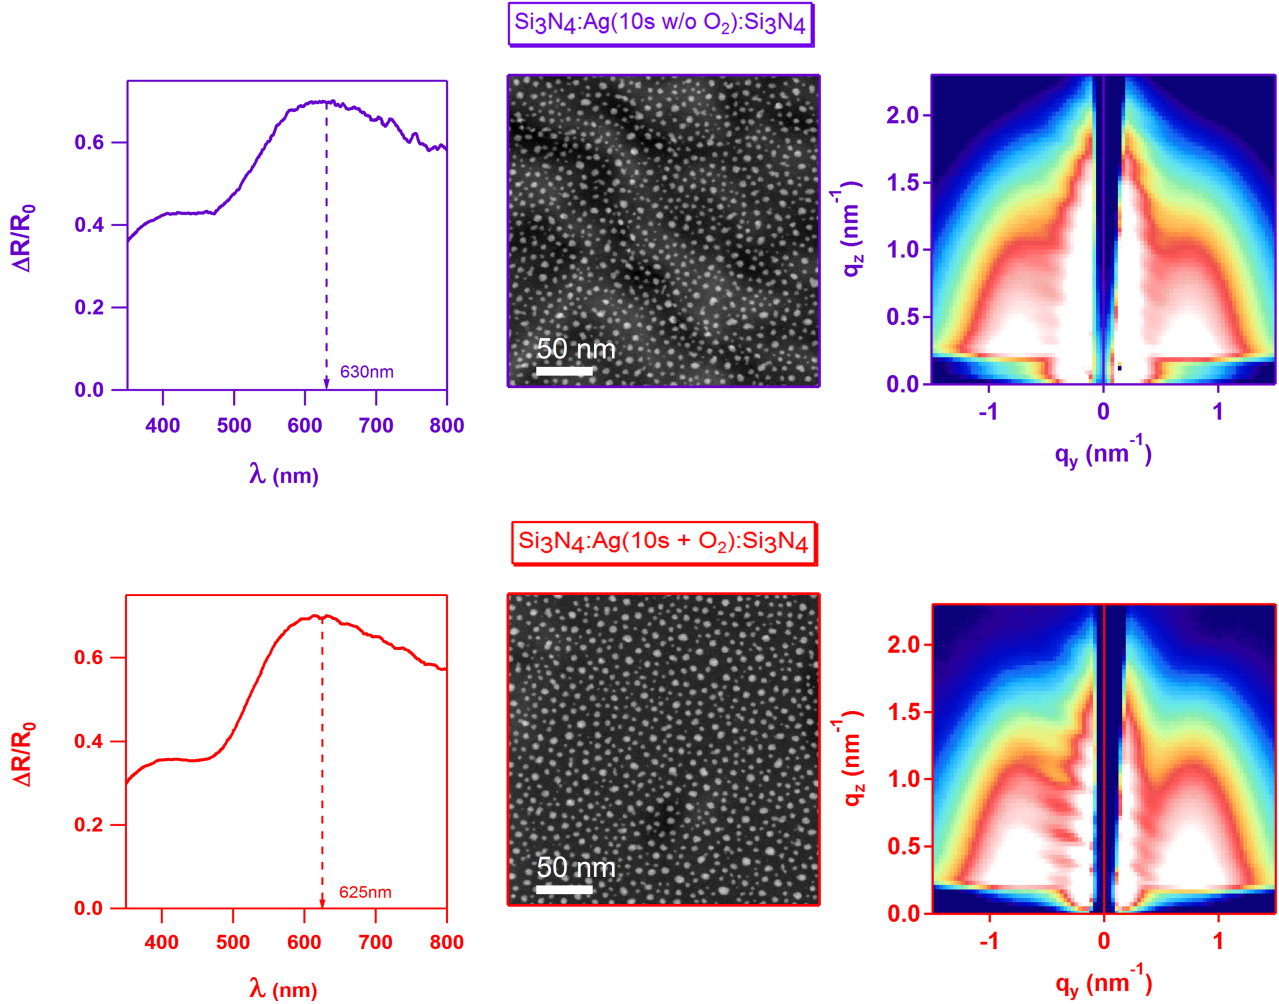 Si3N4:Ag(10s w/o O2):Si3N4
0.6
0.4
0.2
0.0
ΔR/R0
400 500 600 700 800
λ (nm)
630nm
50 nm
2.0
1.5
1.0
0.5
0.0
qz (nm-1)
-1 0 1
qy (nm-1)
Si3N4:Ag(10s + O2):Si3N4
0.6
0.4
0.2
0.0
ΔR/R0
400 500 600 700 800
λ (nm)
625nm
50 nm
2.0
1.5
1.0
0.5
0.0
qz (nm-1)
-1 0 1
qy (nm-1)